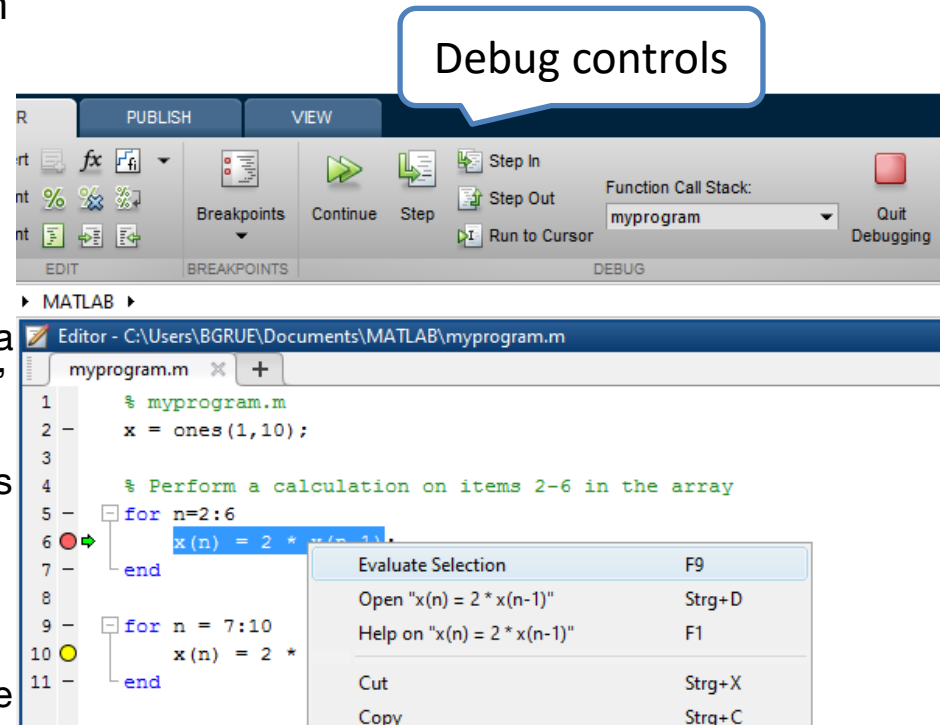 Debug controls
PUBLISH VIEW
Step In
Step Out
Run to Cursor
Breakpoints Continue Step
Function Call Stack:
myprogram
Quit
Debugging
EDIT BREAKPOINTS DEBUG
MATLAB
Editor - C:\Users\BGRUE\Documents\MATLAB\myprogram.m
myprogram.m
1 % myprogram.m
2 x = ones(1,10);
3
4 % Perform a calculation on items 2-6 in the array
5 for n=2:6
6 x(n) = 2 * x(n-1);
7 end
8
9 for n = 7:10
10 x(n) = 2 *
11 end
Evaluate Selection F9
Open "x(n) = 2 * x(n-1)" Strg+D
Help on "x(n) = 2 * x(n-1)" F1
Cut Strg+X
Copy Strg+C